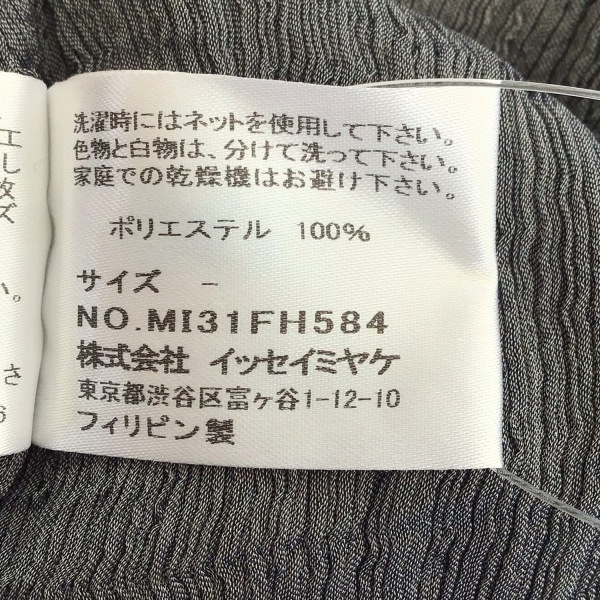 洗濯時にはネットを使用して下さい。
色物と白物は、分けて洗って下さい。
家庭での乾燥機はお避け下さい。
ポリエステル 100%
サイズ -
NO.MI31FH584
株式会社 イッセイミヤケ
東京都渋谷区富ヶ谷1-12-10
フィリピン製